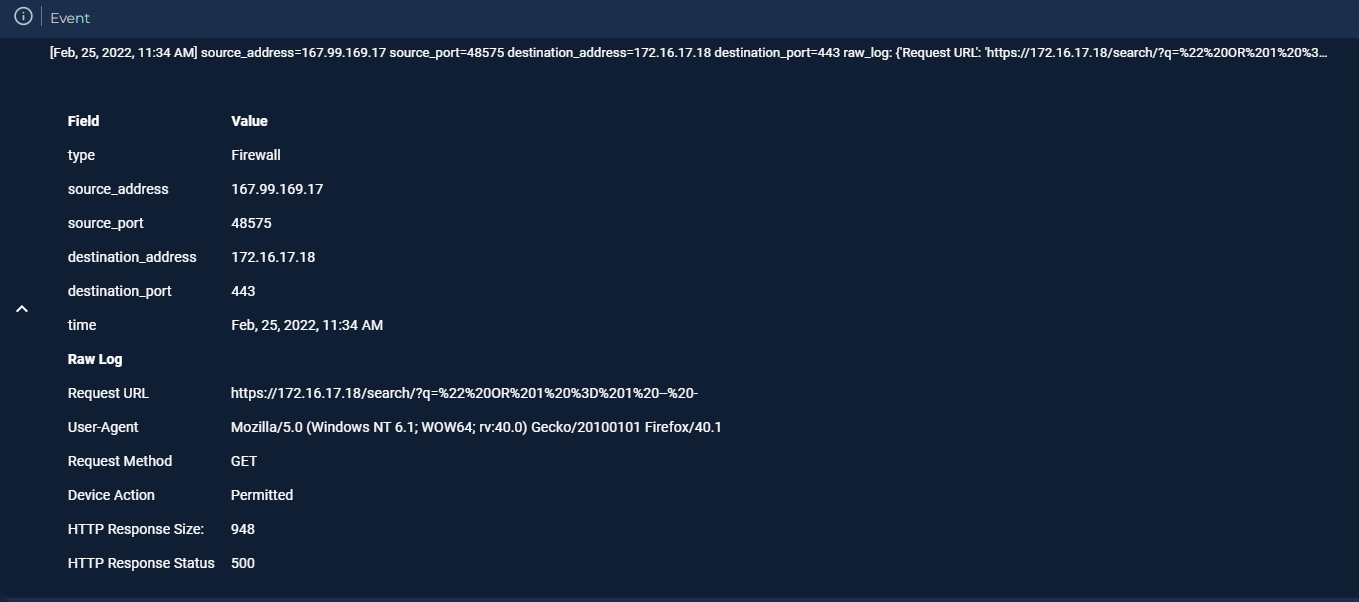 Event
[Feb, 25, 2022, 11:34 AM] source_address=167.99.169.17 source_port=48575 destination_address=172.16.17.18 destination_port=443 raw_log: {'Request URL': 'https://172.16.17.18/search/?q=%22%20OR%201%20%3...
Field Value
type Firewall
source_address 167.99.169.17
source_port 48575
destination_address 172.16.17.18
destination_port 443
time Feb, 25, 2022, 11:34 AM
Raw Log
Request URL https://172.16.17.18/search/?q=%22%20OR%201%20%3D%201%20--%20-
User-Agent Mozilla/5.0 (Windows NT 6.1; WOW64; rv:40.0) Gecko/20100101 Firefox/40.1
Request Method GET
Device Action Permitted
HTTP Response Size: 948
HTTP Response Status 500